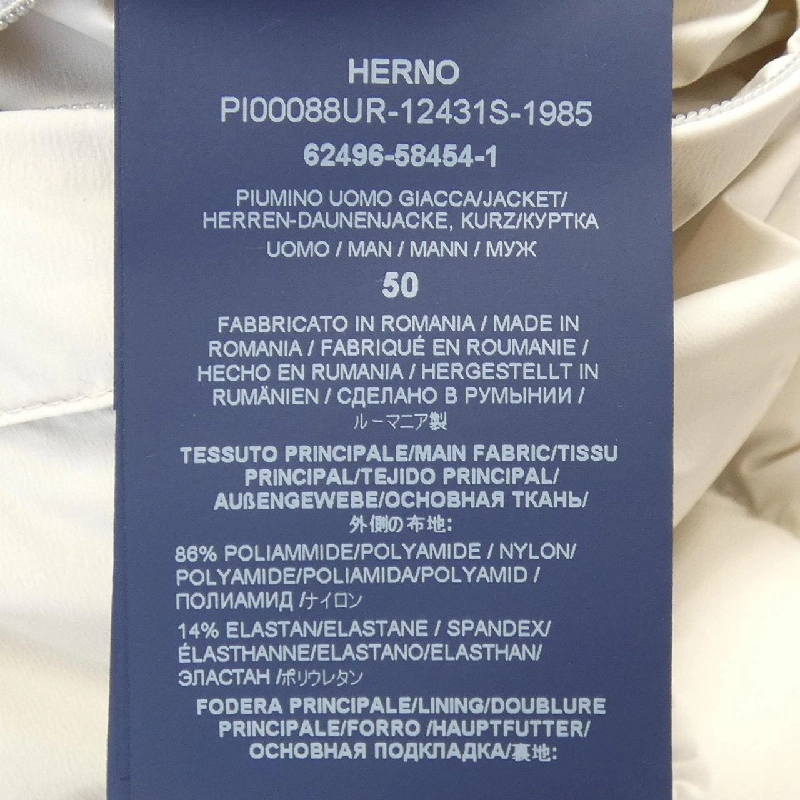 HERNO
PI00088UR-12431S-1985
62496-58454-1
PIUMINO UOMO GIACCA/JACKET/
HERREN-DAUNENJACKE, KURZ/КУРТКА
UOMO / MAN / MANN / МУЖ
50
FABBRICATO IN ROMANIA / MADE IN
ROMANIA / FABRIQUÉ EN ROUMANIE /
HECHO EN RUMANIA / HERGESTELLT IN
RUMÄNIEN / СДЕЛАНО В РУМЫНИИ /
ルーマニア製
TESSUTO PRINCIPALE/MAIN FABRIC/TISSU
PRINCIPAL/TEJIDO PRINCIPAL/
AUßENGEWEBE/ОСНОВНАЯ ТКАНЬ/
外側の布地:
86% POLIAMMIDE/POLYAMIDE / NYLON/
POLYAMIDE/POLIAMIDA/POLYAMID /
ПОЛИАМИД /ナイロン
14% ELASTAN/ELASTANE / SPANDEX/
ÉLASTHANNE/ELASTANO/ELASTHAN/
ЭЛАСТАН /ポリウレタン
FODERA PRINCIPALE/LINING/DOUBLURE
PRINCIPALE/FORRO /HAUPTFUTTER/
ОСНОВНАЯ ПОДКЛАДКА/裏地: